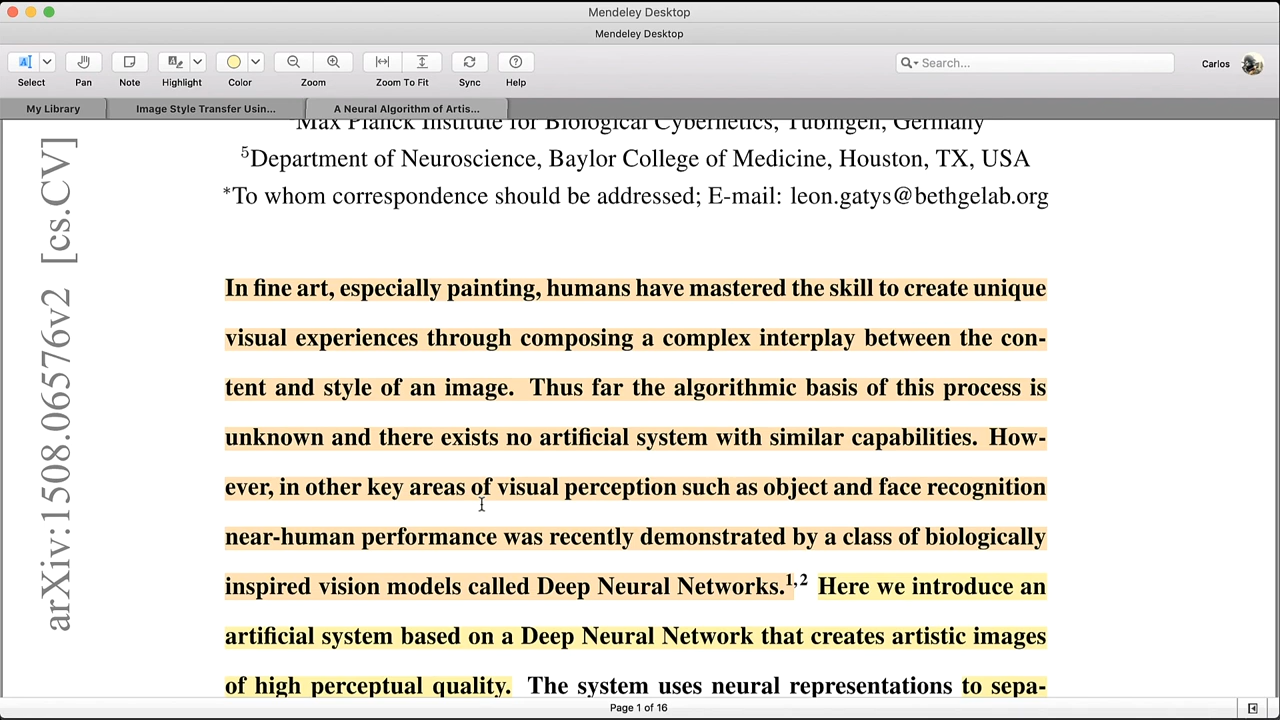 Mendeley Desktop
Mendeley Desktop
Select Pan Note Highlight Color Zoom Zoom To Fit Sync Help
Search...
Carlos
My Library
Image Style Transfer Usin...
A Neural Algorithm of Artis...
Max Planck Institute for Biological Cybernetics, Tübingen, Germany
5Department of Neuroscience, Baylor College of Medicine, Houston, TX, USA
*To whom correspondence should be addressed; E-mail: leon.gatys@bethgelab.org
arXiv:1508.06576v2 [cs.CV]
In fine art, especially painting, humans have mastered the skill to create unique
visual experiences through composing a complex interplay between the con-
tent and style of an image. Thus far the algorithmic basis of this process is
unknown and there exists no artificial system with similar capabilities. How-
ever, in other key areas of visual perception such as object and face recognition
near-human performance was recently demonstrated by a class of biologically
inspired vision models called Deep Neural Networks.1,2 Here we introduce an
artificial system based on a Deep Neural Network that creates artistic images
of high perceptual quality. The system uses neural representations to sepa-
Page 1 of 16